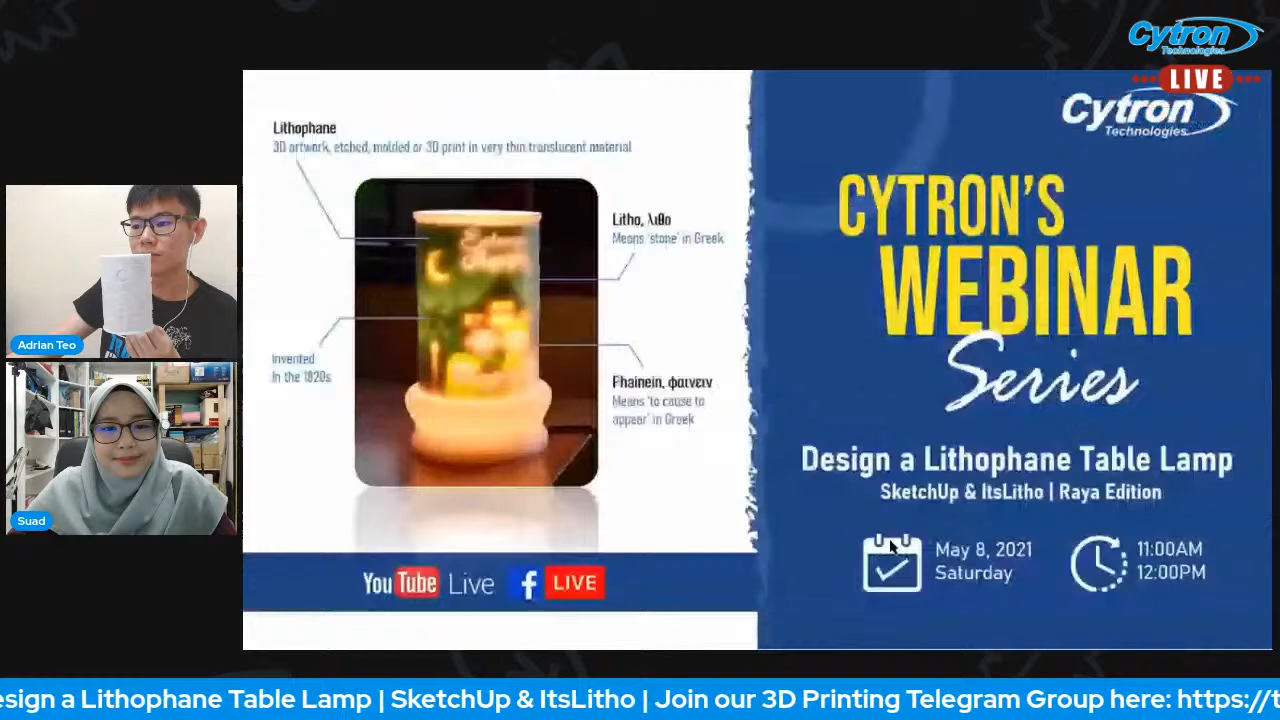 Cytron
Technologies
LIVE
Cytron
Technologies
Lithophane
3D artwork, etched, molded or 3D print in very thin translucent material
Litho, λιθο
Means 'stone' in Greek
Invented
In the 1820s
Phainein, φαινειν
Means 'to cause to
appear' in Greek
YouTube Live f LIVE
CYTRON'S
WEBINAR
Series
Design a Lithophane Table Lamp
SketchUp & ItsLitho | Raya Edition
May 8, 2021
Saturday
11:00AM
12:00PM
Adrian Teo
Suad
esign a Lithophane Table Lamp | SketchUp & ItsLitho | Join our 3D Printing Telegram Group here: https://t